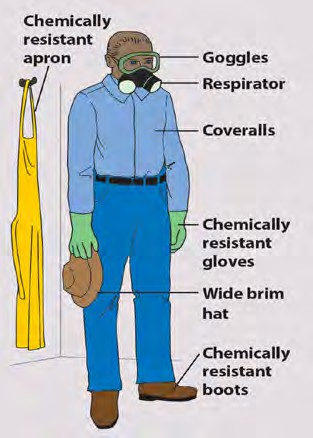 Chemically
resistant
apron
Goggles
Respirator
Coveralls
Chemically
resistant
gloves
Wide brim
hat
Chemically
resistant
boots